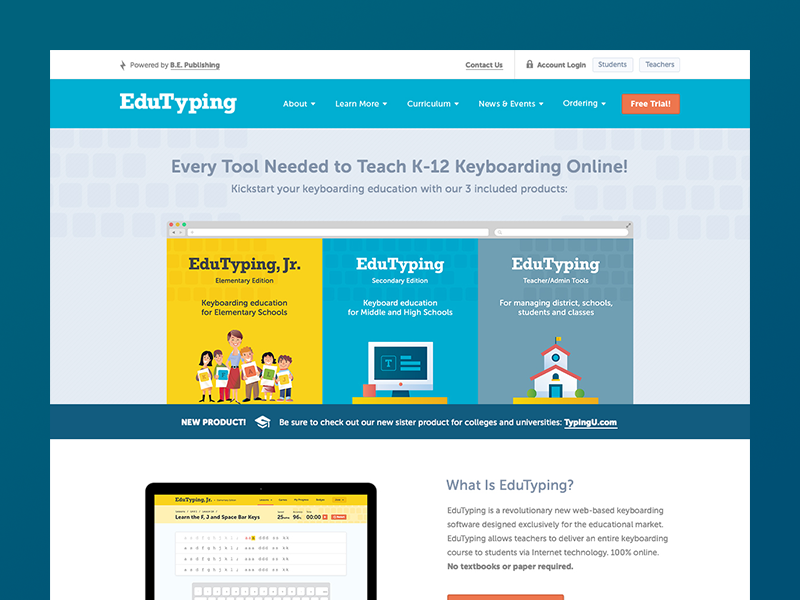 Powered by B.E. Publishing
Contact Us
Account Login
Students
Teachers
EduTyping
About
Learn More
Curriculum
News & Events
Ordering
Free Trial!
Every Tool Needed to Teach K-12 Keyboarding Online!
Kickstart your keyboarding education with our 3 included products:
EduTyping, Jr.
Elementary Edition
Keyboarding education
for Elementary Schools
EduTyping
Secondary Edition
Keyboard education
for Middle and High Schools
T
EduTyping
Teacher/Admin Tools
For managing district, schools,
students and classes
NEW PRODUCT!
Be sure to check out our new sister product for colleges and universities: TypingU.com
EduTyping, Jr.
Learn the F, J and Space Bar Keys
25
96
00:00
What Is EduTyping?
EduTyping is a revolutionary new web-based keyboarding
software designed exclusively for the educational market.
EduTyping allows teachers to deliver an entire keyboarding
course to students via Internet technology. 100% online.
No textbooks or paper required.